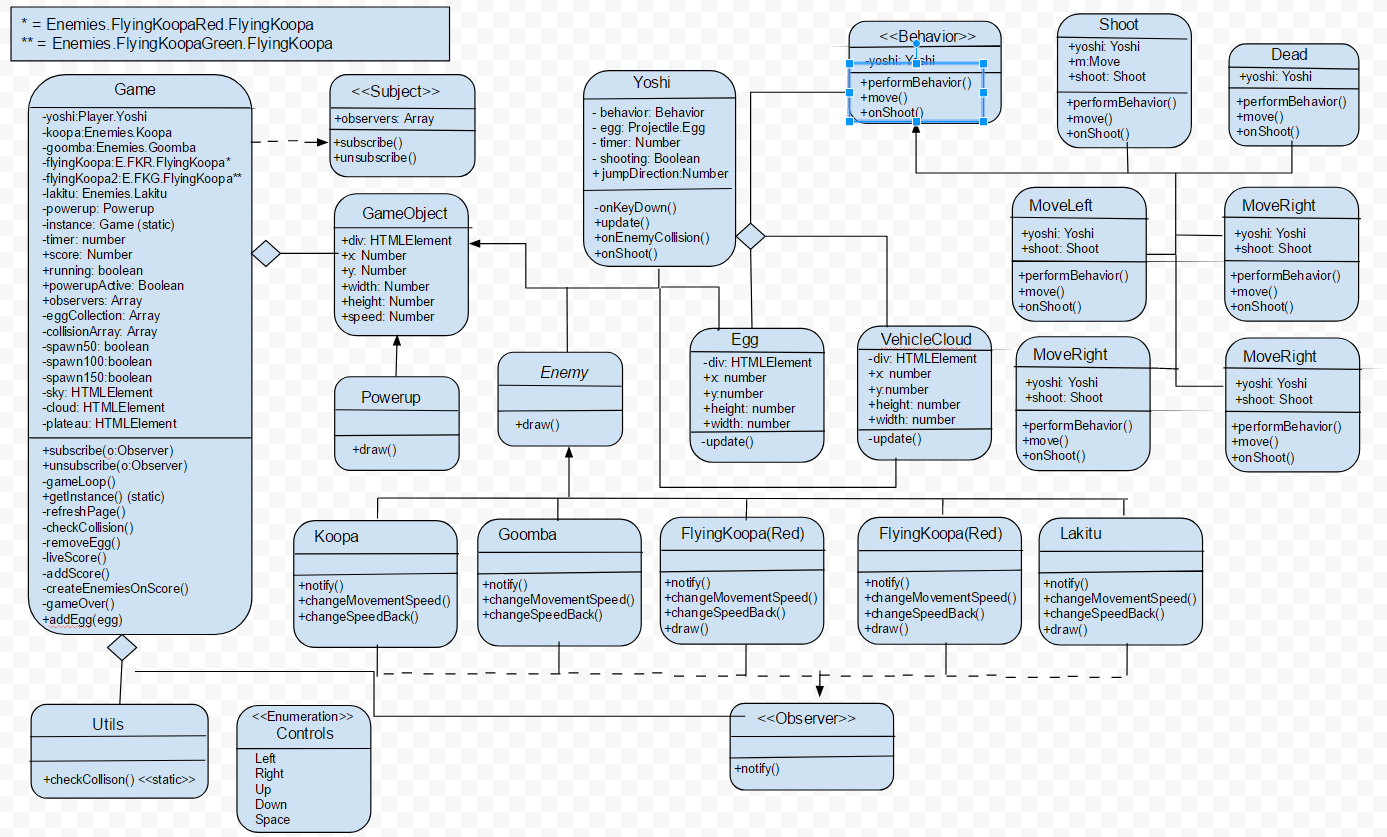 * = Enemies.FlyingKoopaRed.FlyingKoopa
** = Enemies.FlyingKoopaGreen.FlyingKoopa
Game
-yoshi:Player.Yoshi
-koopa:Enemies.Koopa
-goomba:Enemies.Goomba
-flyingKoopa:E.FKR.FlyingKoopa*
-flyingKoopa2:E.FKG.FlyingKoopa**
-lakitu: Enemies.Lakitu
-powerup: Powerup
-instance: Game (static)
-timer: number
+score: Number
+running: boolean
+powerupActive: Boolean
+observers: Array
-eggCollection: Array
-collisionArray: Array
-spawn50: boolean
-spawn100:boolean
-spawn150:boolean
-sky: HTMLElement
-cloud: HTMLElement
-plateau: HTMLElement
+subscribe(o:Observer)
+unsubscribe(o:Observer)
-gameLoop()
+getInstance() (static)
-refreshPage()
-checkCollision()
-removeEgg()
-liveScore()
-addScore()
-createEnemiesOnScore()
-gameOver()
+addEgg(egg)
<<Subject>>
+observers: Array
+subscribe()
+unsubscribe()
GameObject
+div: HTMLElement
+x: Number
+y: Number
+width: Number
+height: Number
+speed: Number
Powerup
+draw()
Enemy
+draw()
Yoshi
- behavior: Behavior
- egg: Projectile.Egg
- timer: Number
- shooting: Boolean
+ jumpDirection:Number
-onKeyDown()
+update()
+onEnemyCollision()
+onShoot()
Egg
-div: HTMLElement
+x: number
+y:number
+height: number
+width: number
-update()
VehicleCloud
-div: HTMLElement
+x: number
+y:number
+height: number
+width: number
-update()
<<Behavior>>
-yoshi: Yoshi
+performBehavior()
+move()
+onShoot()
Shoot
+yoshi: Yoshi
+m:Move
+shoot: Shoot
+performBehavior()
+move()
+onShoot()
Dead
+yoshi: Yoshi
+performBehavior()
+move()
+onShoot()
MoveLeft
+yoshi: Yoshi
+shoot: Shoot
+performBehavior()
+move()
+onShoot()
MoveRight
+yoshi: Yoshi
+shoot: Shoot
+performBehavior()
+move()
+onShoot()
MoveRight
+yoshi: Yoshi
+shoot: Shoot
+performBehavior()
+move()
+onShoot()
MoveRight
+yoshi: Yoshi
+shoot: Shoot
+performBehavior()
+move()
+onShoot()
Koopa
+notify()
+changeMovementSpeed()
+changeSpeedBack()
Goomba
+notify()
+changeMovementSpeed()
+changeSpeedBack()
FlyingKoopa(Red)
+notify()
+changeMovementSpeed()
+changeSpeedBack()
+draw()
FlyingKoopa(Red)
+notify()
+changeMovementSpeed()
+changeSpeedBack()
+draw()
Lakitu
+notify()
+changeMovementSpeed()
+changeSpeedBack()
+draw()
Utils
+checkCollison() <<static>>
<<Enumeration>>
Controls
Left
Right
Up
Down
Space
<<Observer>>
+notify()